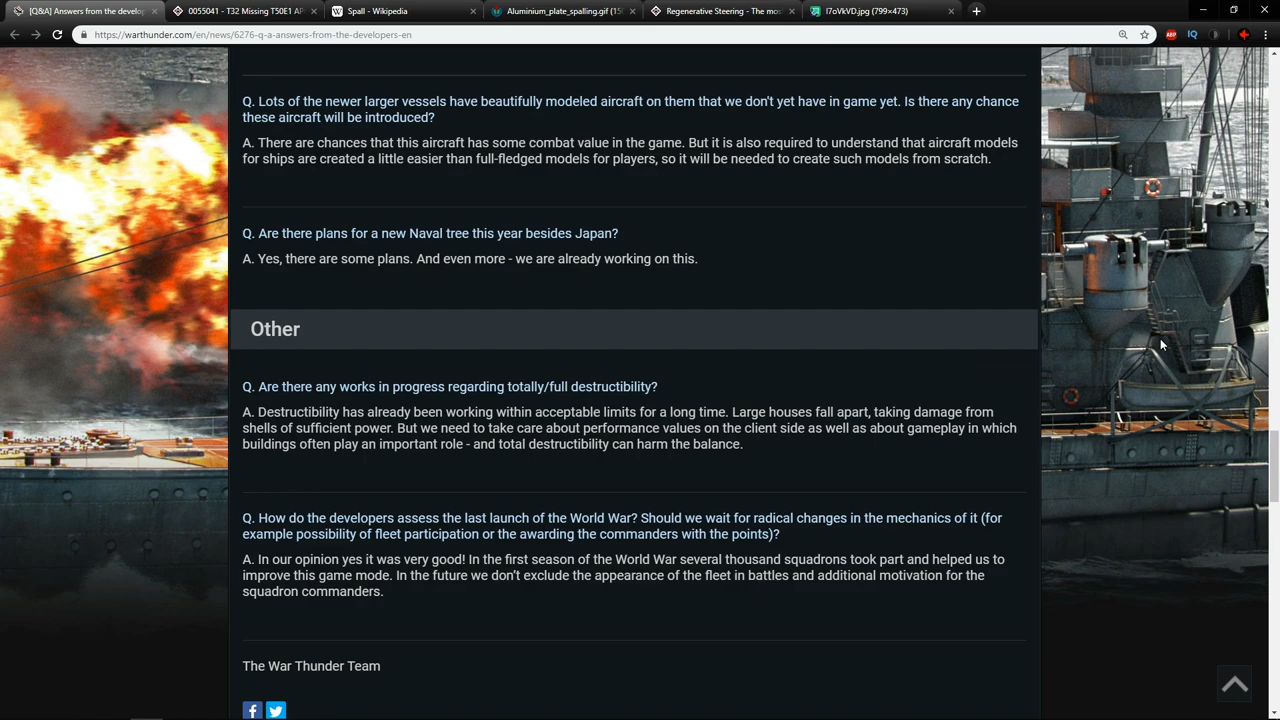 [Q&A] Answers from the develop
0055041 - T32 Missing T50E1 AP
Spall - Wikipedia
Aluminium_plate_spalling.gif (15
Regenerative Steering - The mos
l7oVkVD.jpg (799×473)
https://warthunder.com/en/news/6276-q-a-answers-from-the-developers-en
ABP
IQ
Q. Lots of the newer larger vessels have beautifully modeled aircraft on them that we don't yet have in game yet. Is there any chance
these aircraft will be introduced?
A. There are chances that this aircraft has some combat value in the game. But it is also required to understand that aircraft models
for ships are created a little easier than full-fledged models for players, so it will be needed to create such models from scratch.
Q. Are there plans for a new Naval tree this year besides Japan?
A. Yes, there are some plans. And even more - we are already working on this.
Other
Q. Are there any works in progress regarding totally/full destructibility?
A. Destructibility has already been working within acceptable limits for a long time. Large houses fall apart, taking damage from
shells of sufficient power. But we need to take care about performance values on the client side as well as about gameplay in which
buildings often play an important role - and total destructibility can harm the balance.
Q. How do the developers assess the last launch of the World War? Should we wait for radical changes in the mechanics of it (for
example possibility of fleet participation or the awarding the commanders with the points)?
A. In our opinion yes it was very good! In the first season of the World War several thousand squadrons took part and helped us to
improve this game mode. In the future we don't exclude the appearance of the fleet in battles and additional motivation for the
squadron commanders.
The War Thunder Team